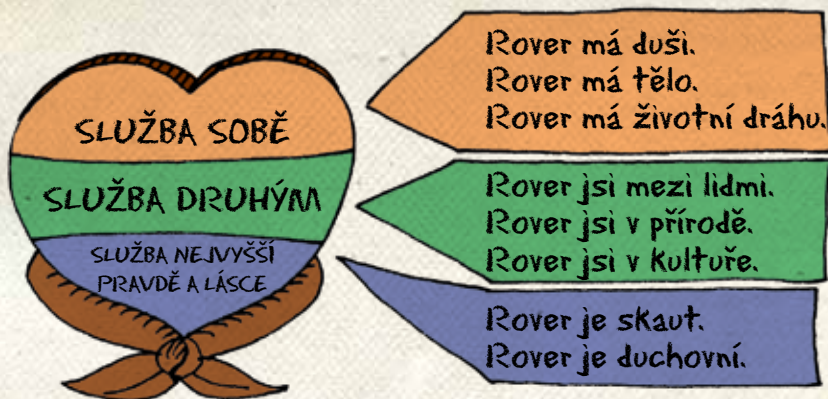 SLUŽBA SOBĚ
SLUŽBA DRUHÝM
SLUŽBA NEJVYŠŠÍ
PRAVDĚ A LÁSCE
Rover má duši.
Rover má tělo.
Rover má životní dráhu.
Rover jsi mezi lidmi.
Rover jsi v přírodě.
Rover jsi v kultuře.
Rover je skaut.
Rover je duchovní.